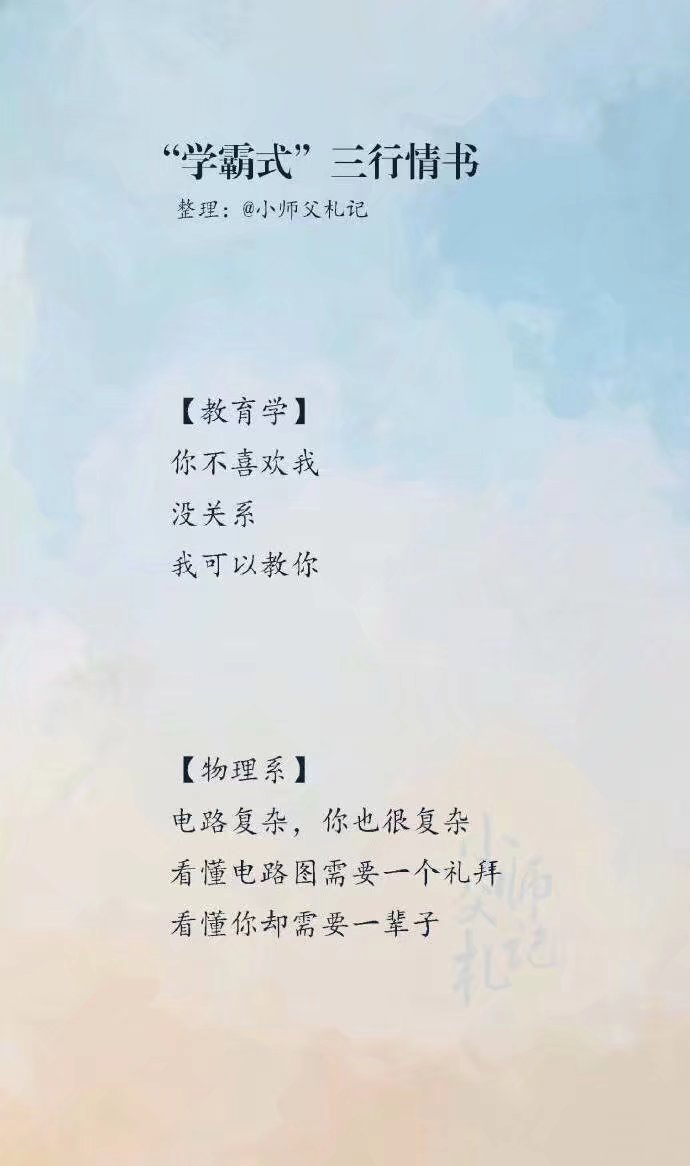 “学霸式”三行情书
整理：@小师父札记
【教育学】
你不喜欢我
没关系
我可以教你
【物理系】
电路复杂，你也很复杂
看懂电路图需要一个礼拜
看懂你却需要一辈子
小师父札记